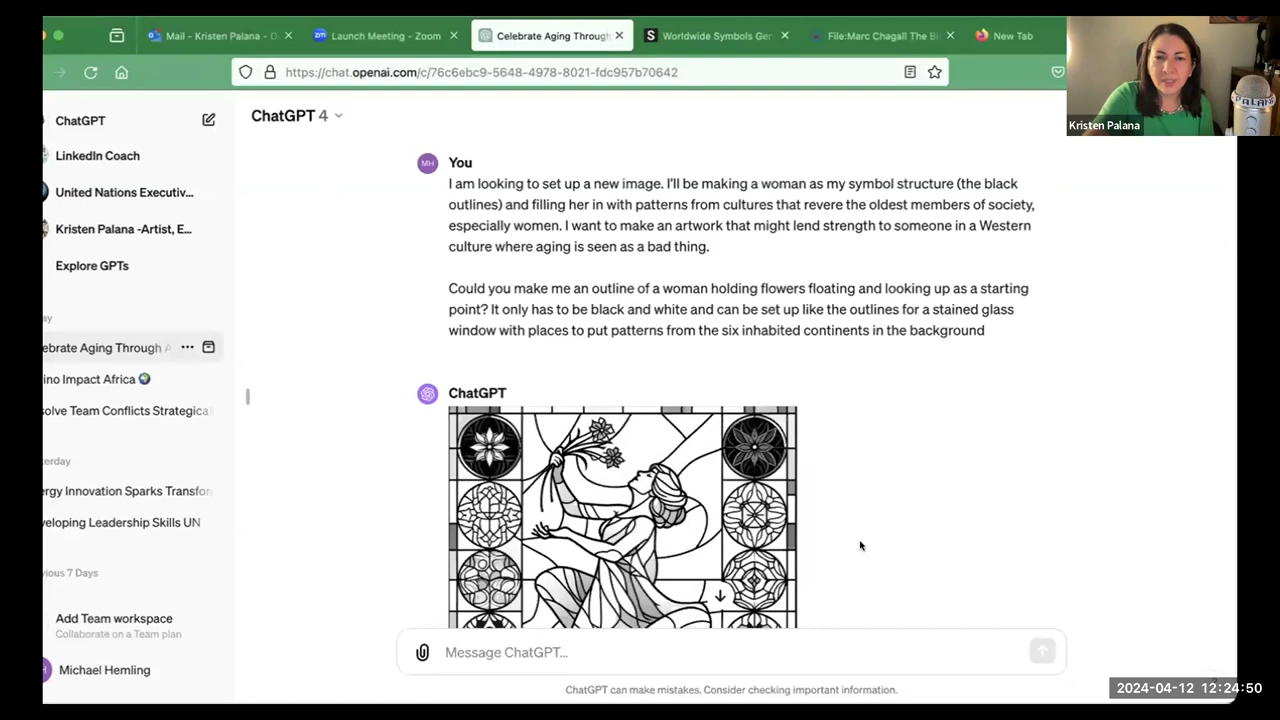 Mail - Kristen Palana - O
Launch Meeting - Zoom
Celebrate Aging Throug
Worldwide Symbols Ger
File:Marc Chagall The Bl
New Tab
https://chat.openai.com/c/76c6ebc9-5648-4978-8021-fdc957b70642
PALANA
Kristen Palana
ChatGPT
LinkedIn Coach
United Nations Executiv...
Kristen Palana -Artist, E...
Explore GPTs
ay
ebrate Aging Through A
ino Impact Africa
solve Team Conflicts Strategical
terday
ergy Innovation Sparks Transfor
veloping Leadership Skills UN
vious 7 Days
Add Team workspace
Collaborate on a Team plan
Michael Hemling
ChatGPT 4
MH
You
I am looking to set up a new image. I'll be making a woman as my symbol structure (the black
outlines) and filling her in with patterns from cultures that revere the oldest members of society,
especially women. I want to make an artwork that might lend strength to someone in a Western
culture where aging is seen as a bad thing.
Could you make me an outline of a woman holding flowers floating and looking up as a starting
point? It only has to be black and white and can be set up like the outlines for a stained glass
window with places to put patterns from the six inhabited continents in the background
ChatGPT
Message ChatGPT...
ChatGPT can make mistakes. Consider checking important information.
2024-04-12 12:24:50